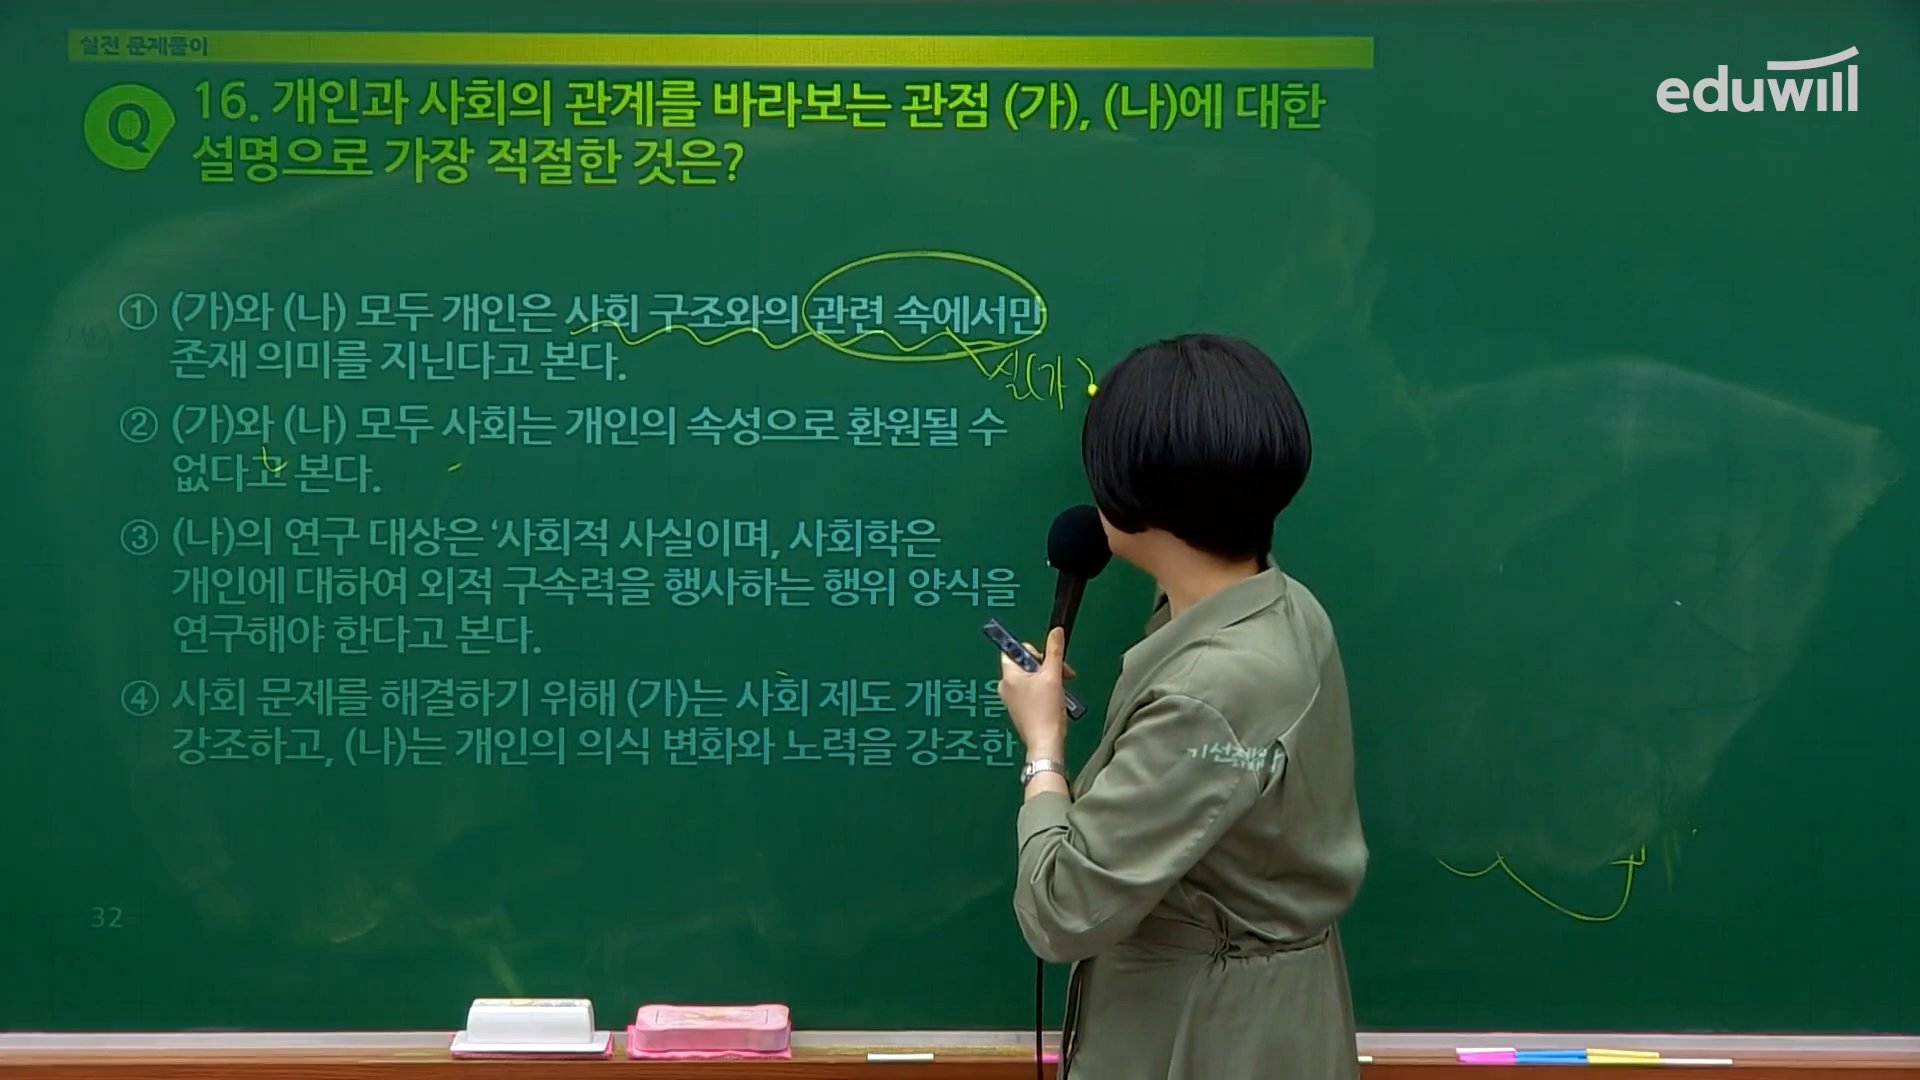 실전 문제풀이
eduwill
Q 16. 개인과 사회의 관계를 바라보는 관점 (가), (나)에 대한
설명으로 가장 적절한 것은?
① (가)와 (나) 모두 개인은 사회 구조와의 관련 속에서만
존재 의미를 지닌다고 본다.
실(가)
② (가)와 (나) 모두 사회는 개인의 속성으로 환원될 수
없다고 본다.
③ (나)의 연구 대상은 ‘사회적 사실이며, 사회학은
개인에 대하여 외적 구속력을 행사하는 행위 양식을
연구해야 한다고 본다.
④ 사회 문제를 해결하기 위해 (가)는 사회 제도 개혁을
강조하고, (나)는 개인의 의식 변화와 노력을 강조한
32